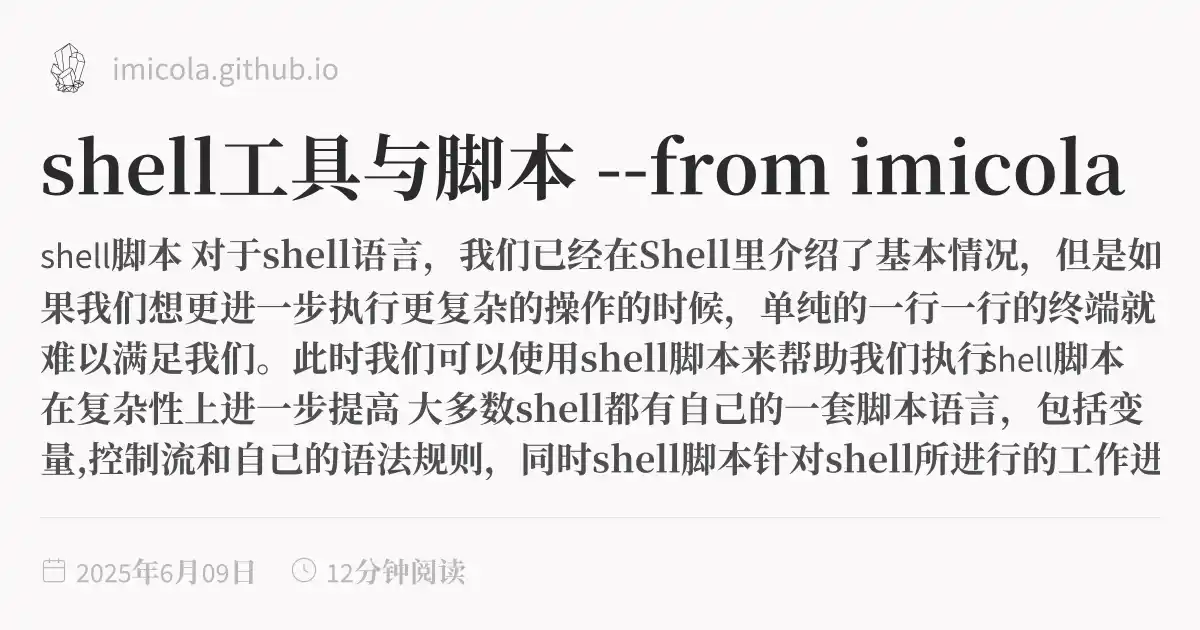 imicola.github.io
shell工具与脚本 --from imicola
shell脚本 对于shell语言，我们已经在Shell里介绍了基本情况，但是如
果我们想更进一步执行更复杂的操作的时候，单纯的一行一行的终端就
难以满足我们。此时我们可以使用shell脚本来帮助我们执行shell脚本
在复杂性上进一步提高 大多数shell都有自己的一套脚本语言，包括变
量,控制流和自己的语法规则，同时shell脚本针对shell所进行的工作进
2025年6月09日
12分钟阅读